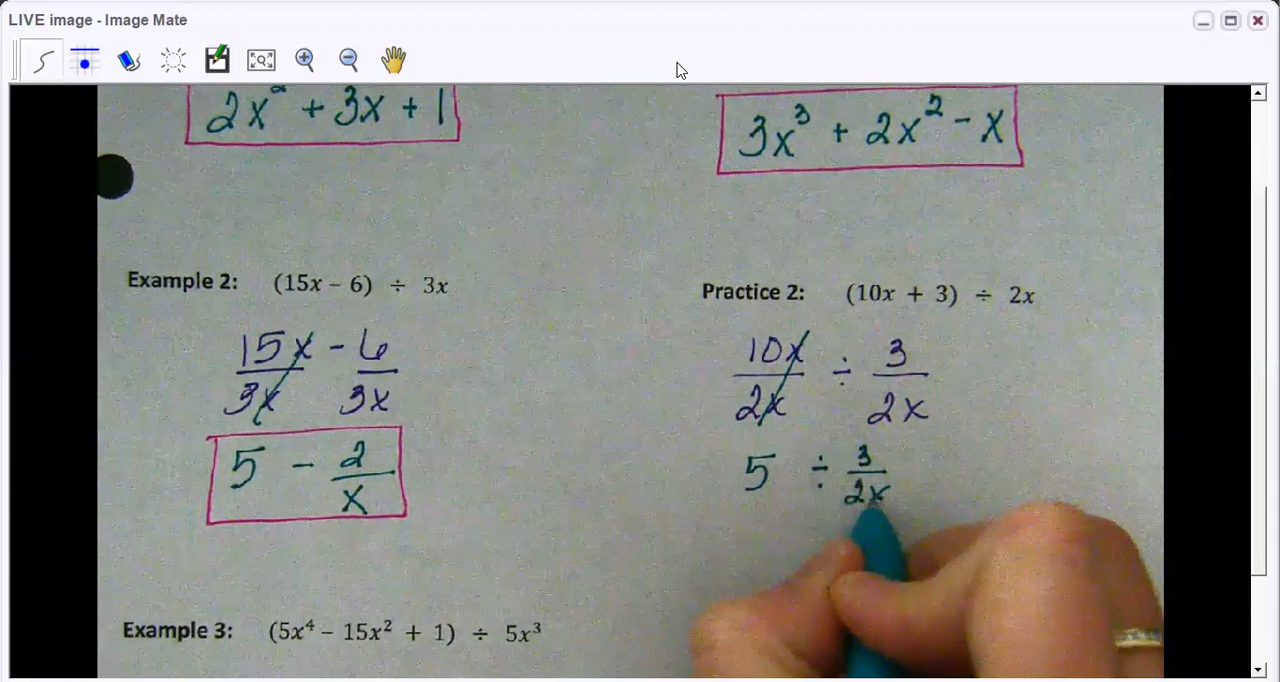 LIVE image - Image Mate
2x² + 3x + 1
3x³ + 2x² - x
Example 2: (15x - 6) ÷ 3x
15x/3x - 6/3x
5 - 2/x
Practice 2: (10x + 3) ÷ 2x
10x/2x ÷ 3/2x
5 ÷ 3/2x
Example 3: (5x⁴ - 15x² + 1) ÷ 5x³